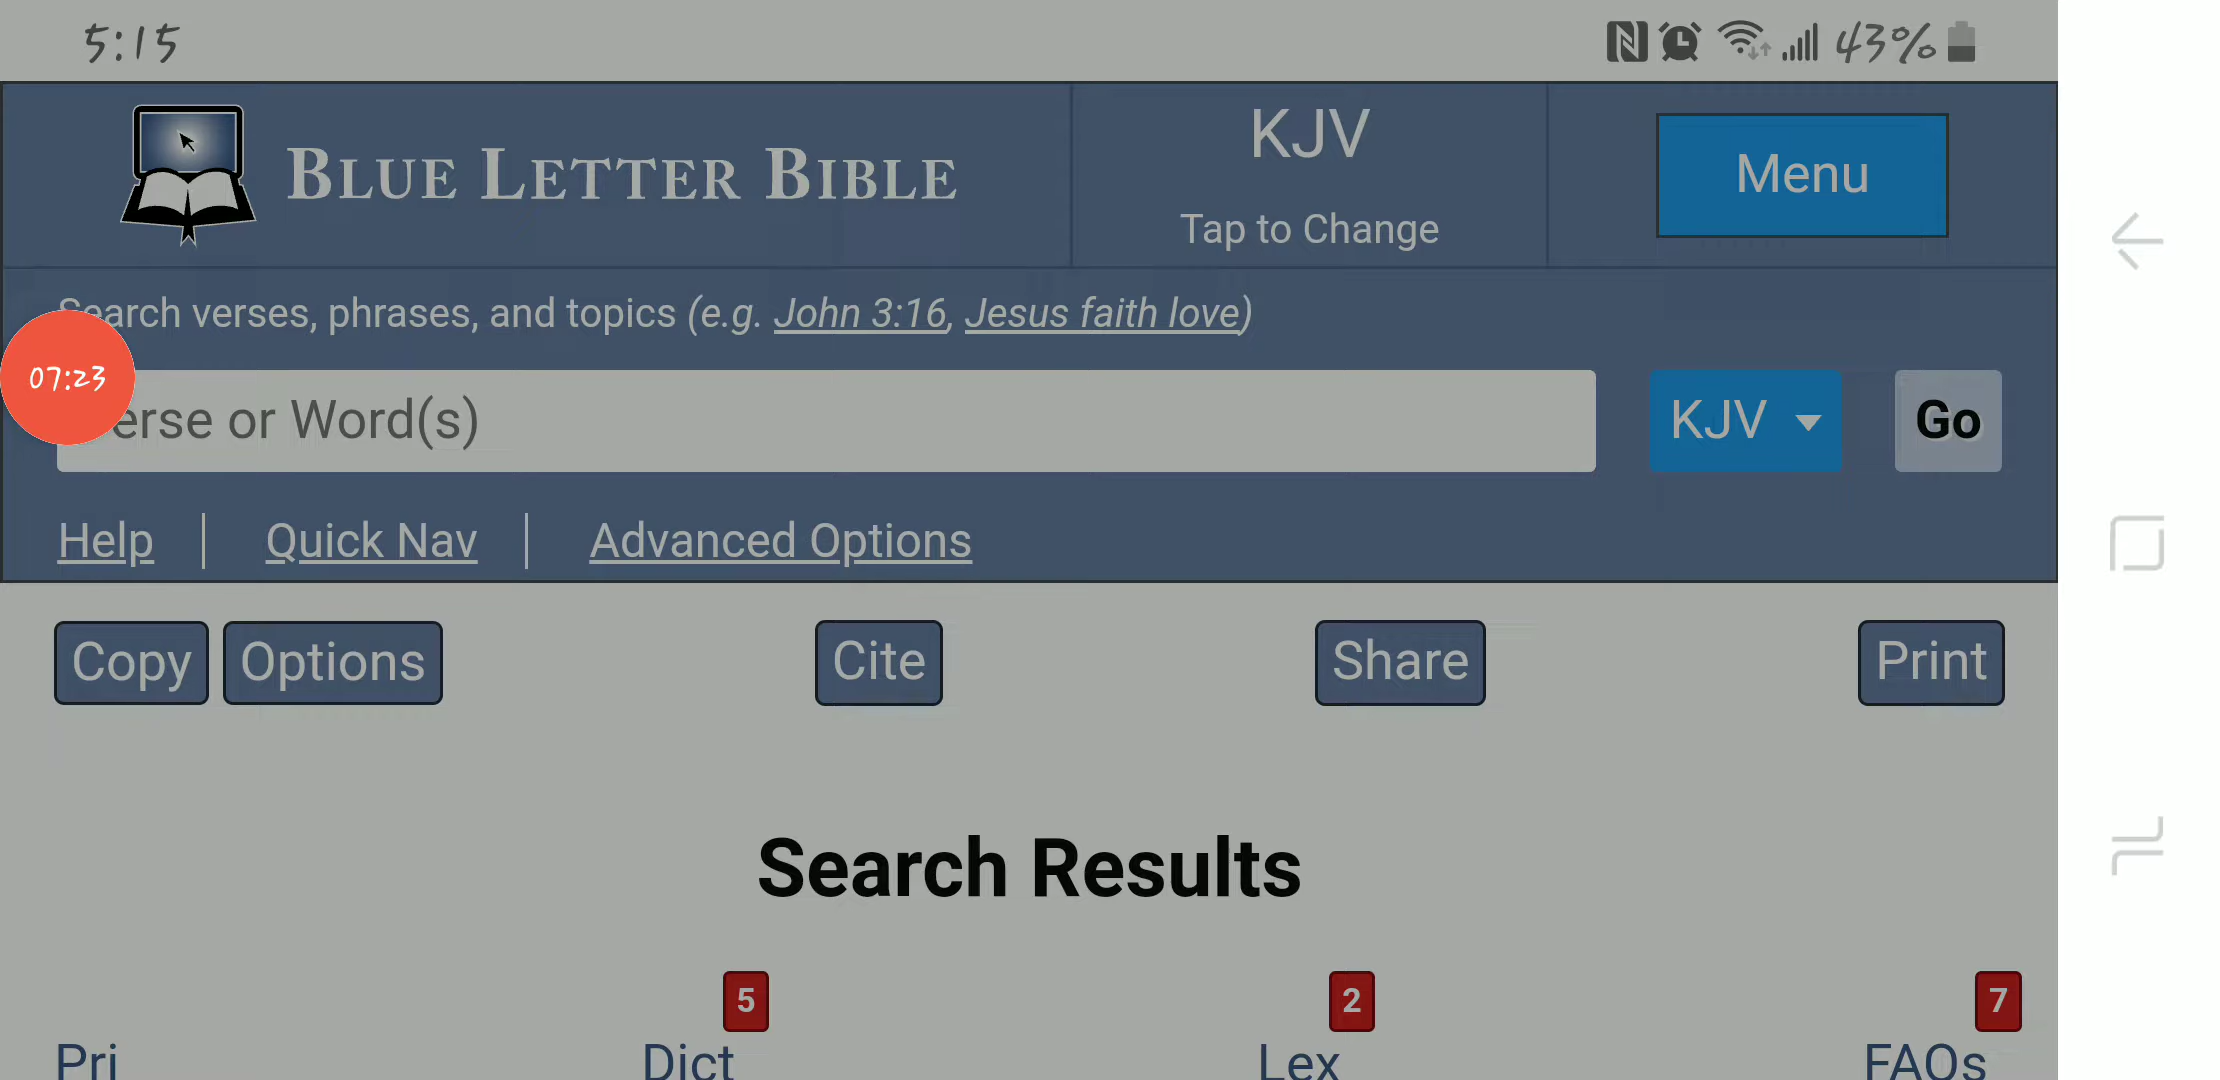 5:15 43%
BLUE LETTER BIBLE
KJV
Tap to Change
Menu
Search verses, phrases, and topics (e.g. John 3:16, Jesus faith love)
07:23
erse or Word(s)
KJV
Go
Help | Quick Nav | Advanced Options
Copy Options Cite Share Print
Search Results
5 2 7
Pri Dict Lex FAQs